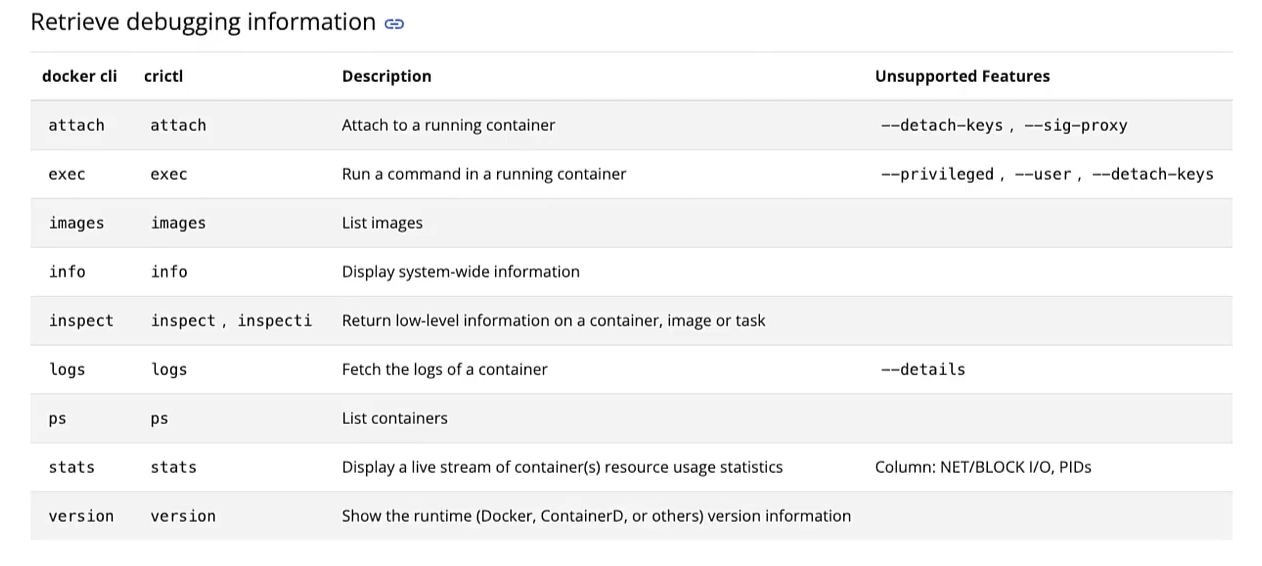 Retrieve debugging information
docker cli crictl Description Unsupported Features
attach attach Attach to a running container --detach-keys , --sig-proxy
exec exec Run a command in a running container --privileged , --user , --detach-keys
images images List images
info info Display system-wide information
inspect inspect , inspecti Return low-level information on a container, image or task
logs logs Fetch the logs of a container --details
ps ps List containers
stats stats Display a live stream of container(s) resource usage statistics Column: NET/BLOCK I/O, PIDs
version version Show the runtime (Docker, ContainerD, or others) version information